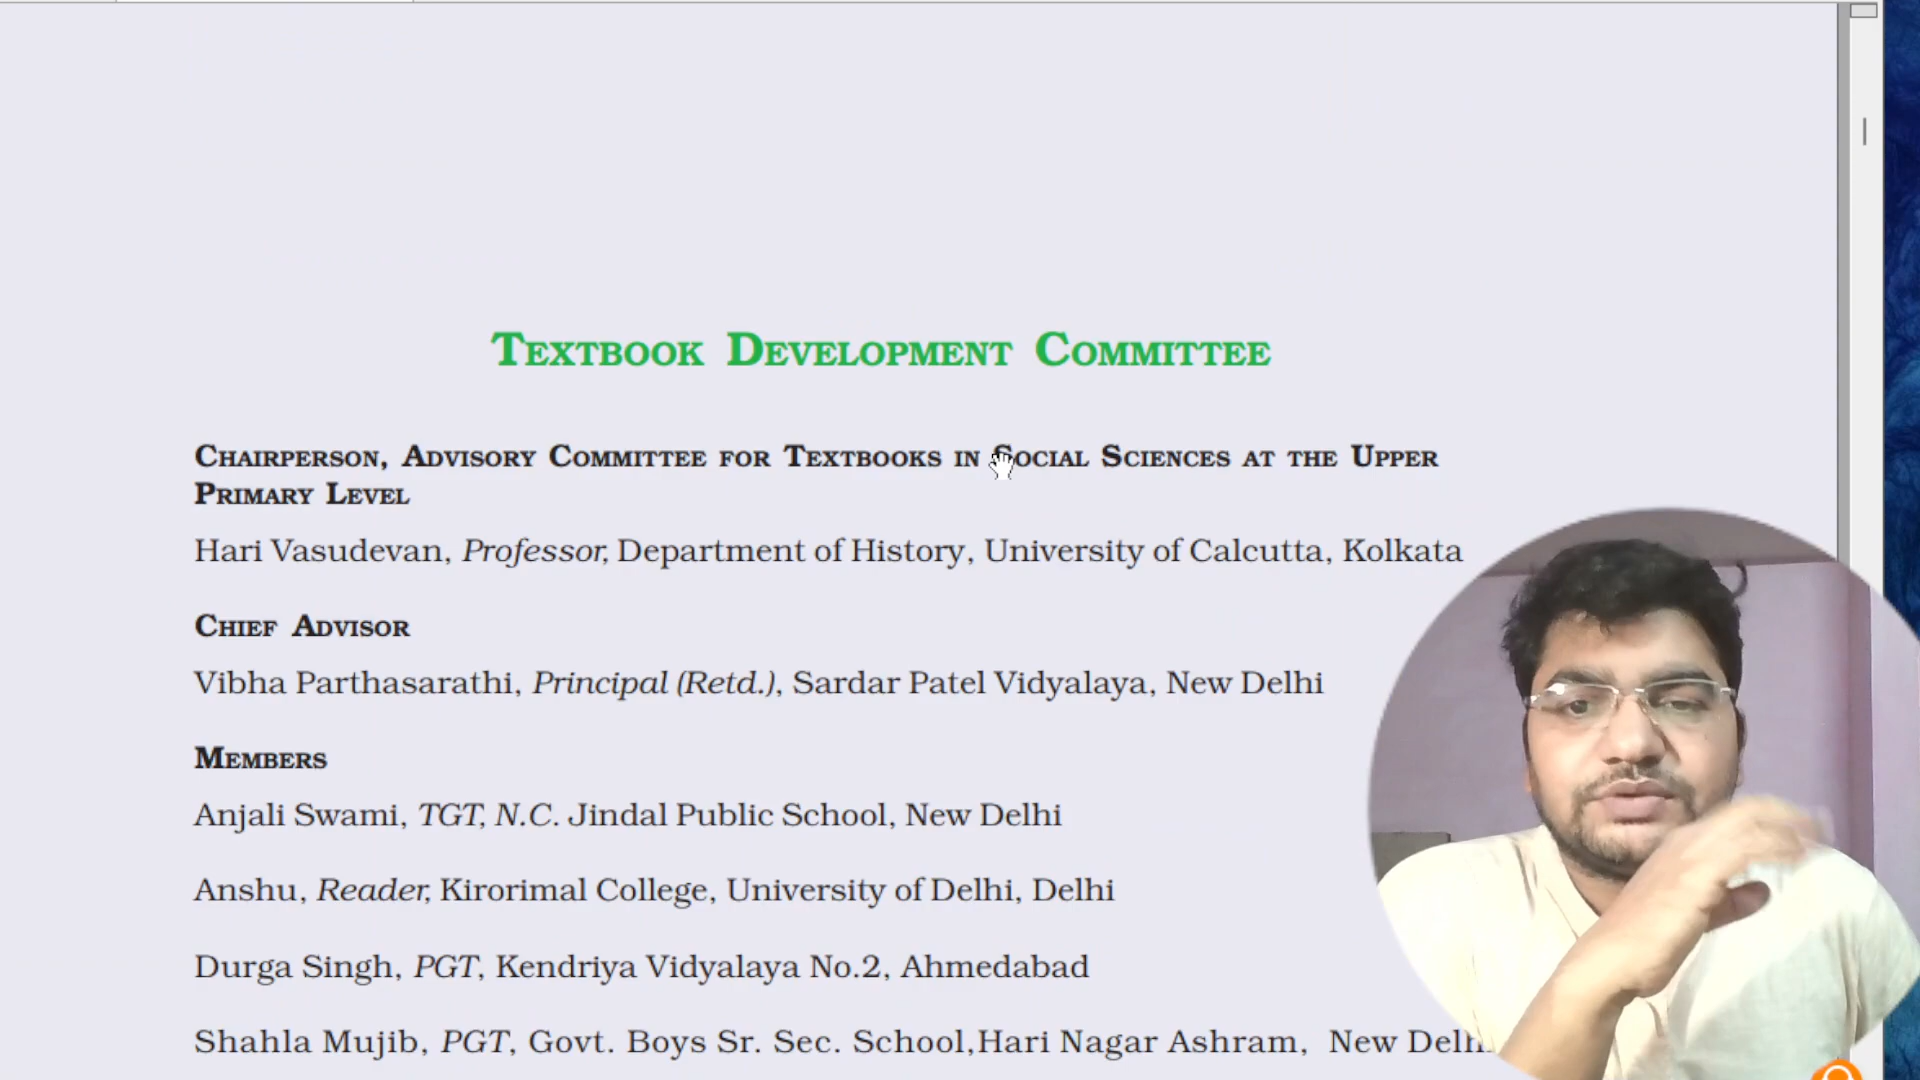 Textbook Development Committee
Chairperson, Advisory Committee for Textbooks in Social Sciences at the Upper
Primary Level
Hari Vasudevan, Professor, Department of History, University of Calcutta, Kolkata
Chief Advisor
Vibha Parthasarathi, Principal (Retd.), Sardar Patel Vidyalaya, New Delhi
Members
Anjali Swami, TGT, N.C. Jindal Public School, New Delhi
Anshu, Reader, Kirorimal College, University of Delhi, Delhi
Durga Singh, PGT, Kendriya Vidyalaya No.2, Ahmedabad
Shahla Mujib, PGT, Govt. Boys Sr. Sec. School,Hari Nagar Ashram, New Delhi